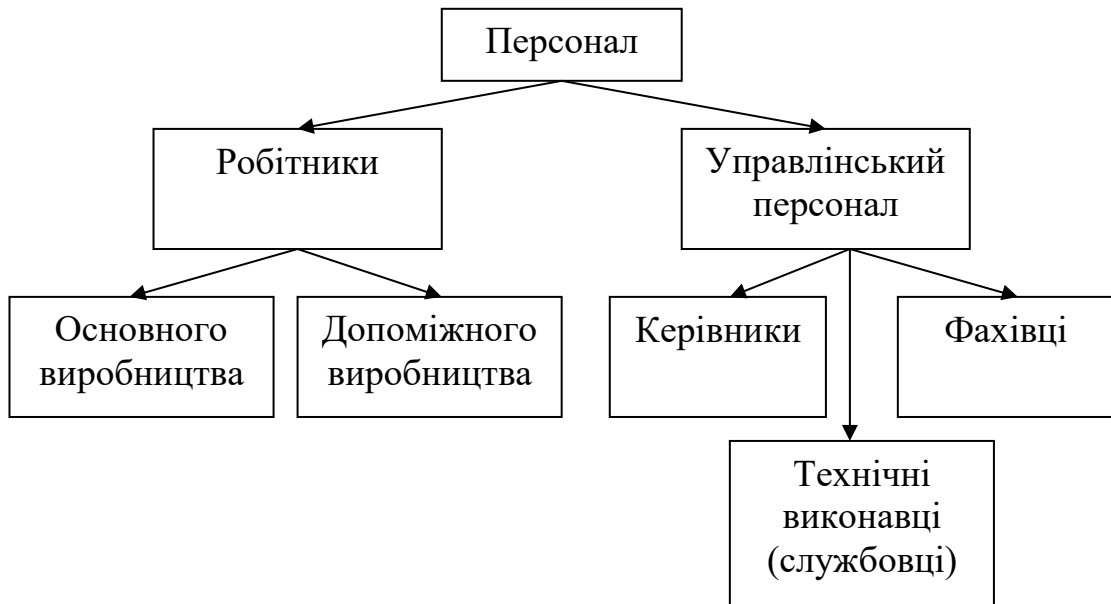 Персонал
Робітники
Управлінський
персонал
Основного
виробництва
Допоміжного
виробництва
Керівники
Фахівці
Технічні
виконавці
(службовці)